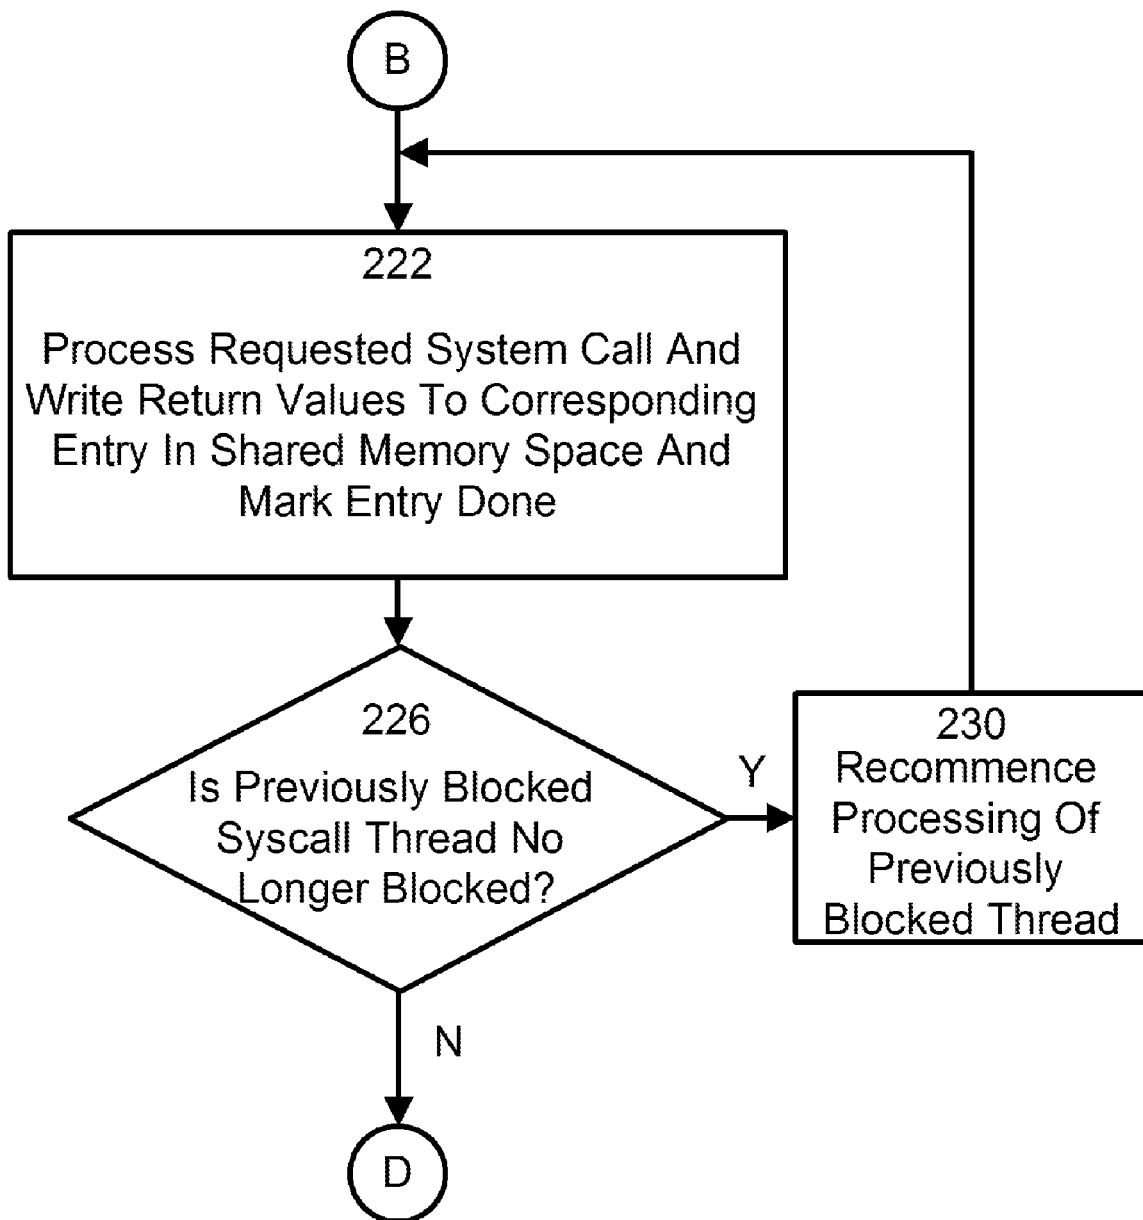 B
222
Process Requested System Call And
Write Return Values To Corresponding
Entry In Shared Memory Space And
Mark Entry Done
226
Is Previously Blocked
Syscall Thread No
Longer Blocked?
Y
230
Recommence
Processing Of
Previously
Blocked Thread
N
D